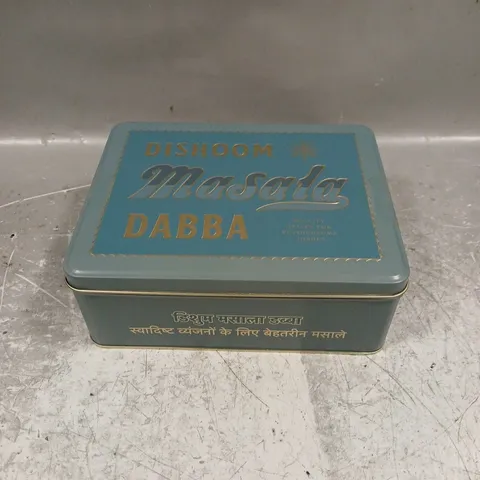 DISHOOM
Masala
DABBA
डिशूम मसाला डब्बा
स्वादिष्ट व्यंजनों के लिए बेहतरीन मसाले